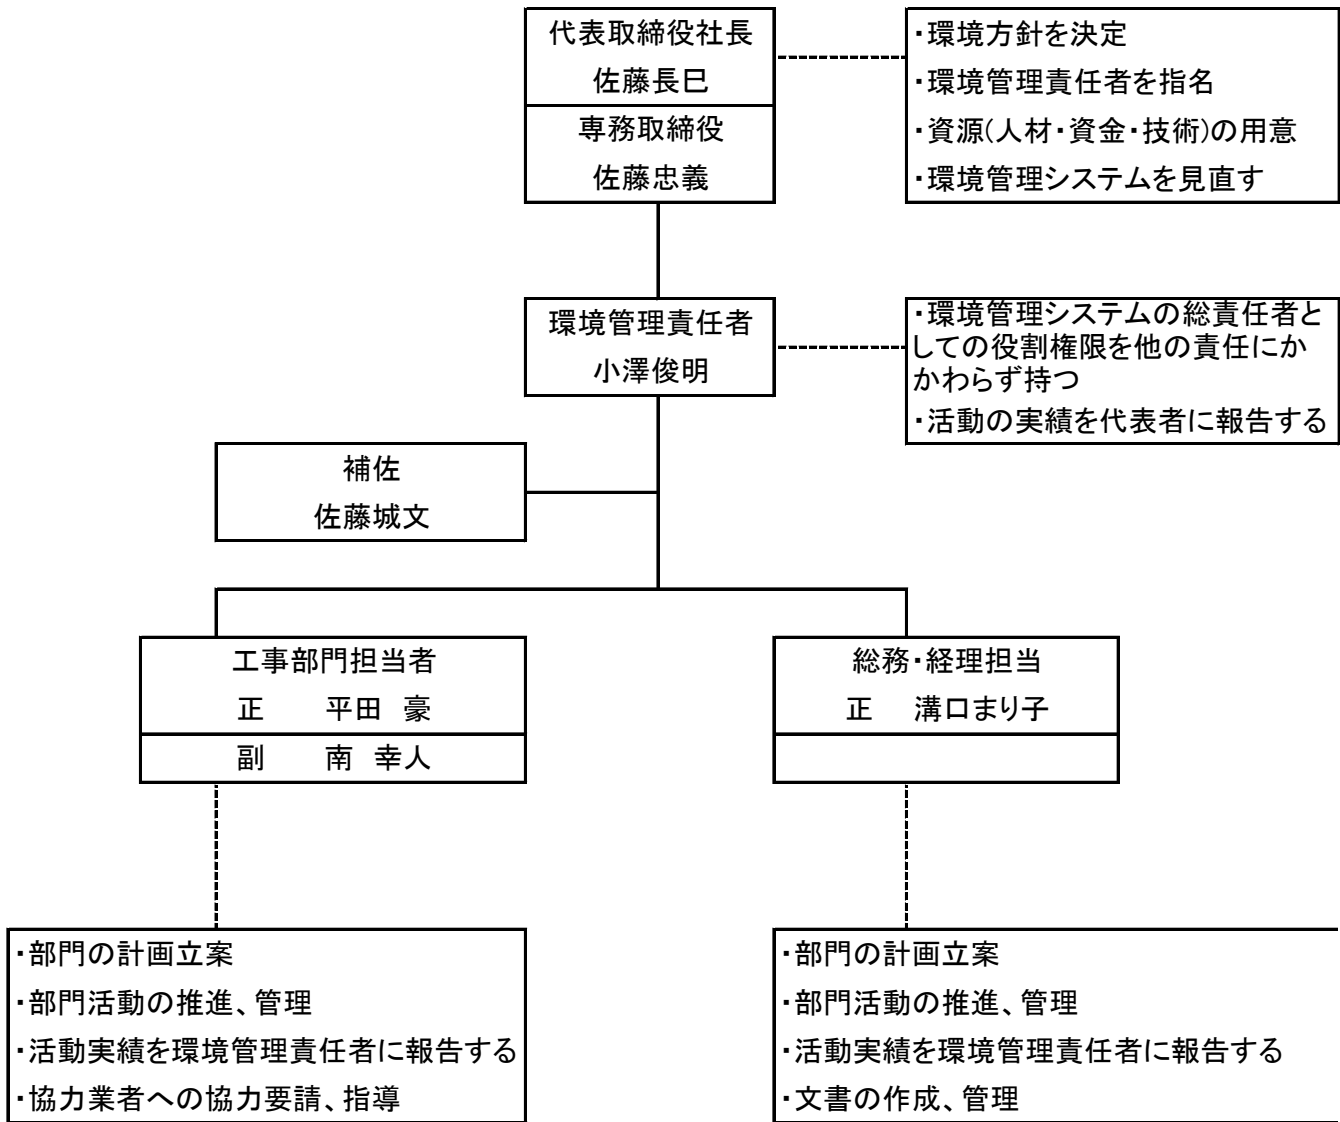 代表取締役社長
佐藤長巳
専務取締役
佐藤忠義
・環境方針を決定
・環境管理責任者を指名
・資源(人材・資金・技術)の用意
・環境管理システムを見直す
環境管理責任者
小澤俊明
・環境管理システムの総責任者と
しての役割権限を他の責任にか
かわらず持つ
・活動の実績を代表者に報告する
補佐
佐藤城文
工事部門担当者
正　　平田　豪
副　　南　幸人
総務・経理担当
正　溝口まり子
・部門の計画立案
・部門活動の推進、管理
・活動実績を環境管理責任者に報告する
・協力業者への協力要請、指導
・部門の計画立案
・部門活動の推進、管理
・活動実績を環境管理責任者に報告する
・文書の作成、管理